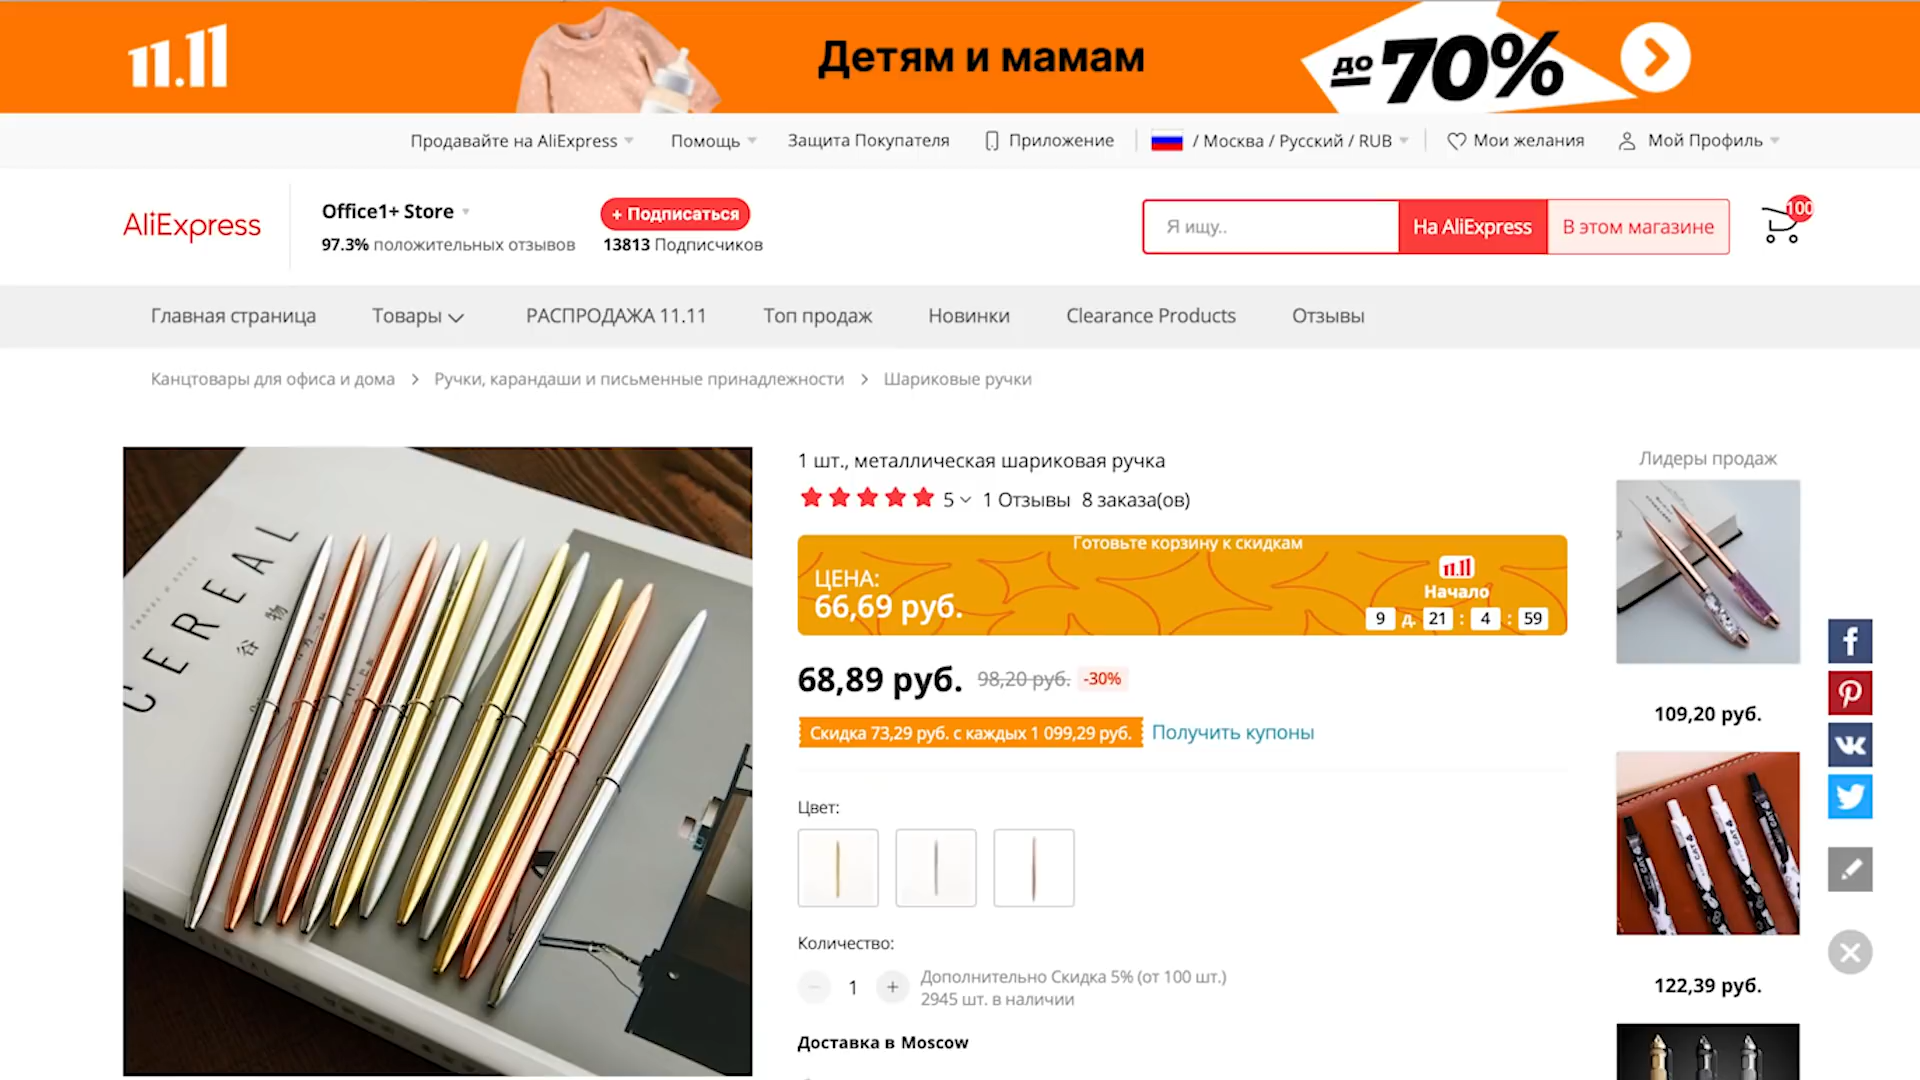 11.11
Детям и мамам
до 70%
Продавайте на AliExpress
Помощь
Защита Покупателя
Приложение
/ Москва / Русский / RUB
Мои желания
Мой Профиль
AliExpress
Office1+ Store
97.3% положительных отзывов
+ Подписаться
13813 Подписчиков
Я ищу..
На AliExpress
В этом магазине
100
Главная страница
Товары
РАСПРОДАЖА 11.11
Топ продаж
Новинки
Clearance Products
Отзывы
Канцтовары для офиса и дома > Ручки, карандаши и письменные принадлежности > Шариковые ручки
CEREAL
谷物
1 шт., металлическая шариковая ручка
5 1 Отзывы 8 заказа(ов)
Готовьте корзину к скидкам
ЦЕНА:
66,69 руб.
11.11
Начало
9 д. 21 : 4 : 59
68,89 руб. 98,20 руб. -30%
Скидка 73,29 руб. с каждых 1 099,29 руб. Получить купоны
Цвет:
Количество:
1
Дополнительно Скидка 5% (от 100 шт.)
2945 шт. в наличии
Доставка в Moscow
Лидеры продаж
109,20 руб.
122,39 руб.